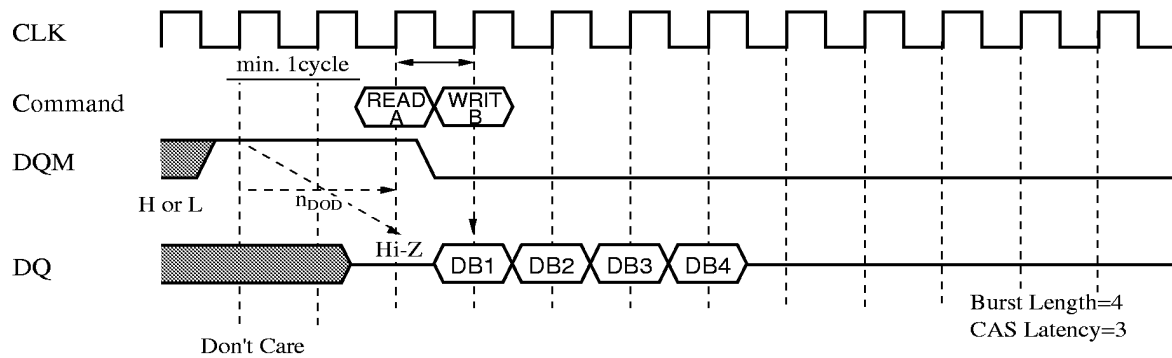 CLK
min. 1cycle
Command
READ A
WRIT B
DQM
H or L
nDOD
Hi-Z
DQ
DB1 DB2 DB3 DB4
Burst Length=4
CAS Latency=3
Don't Care